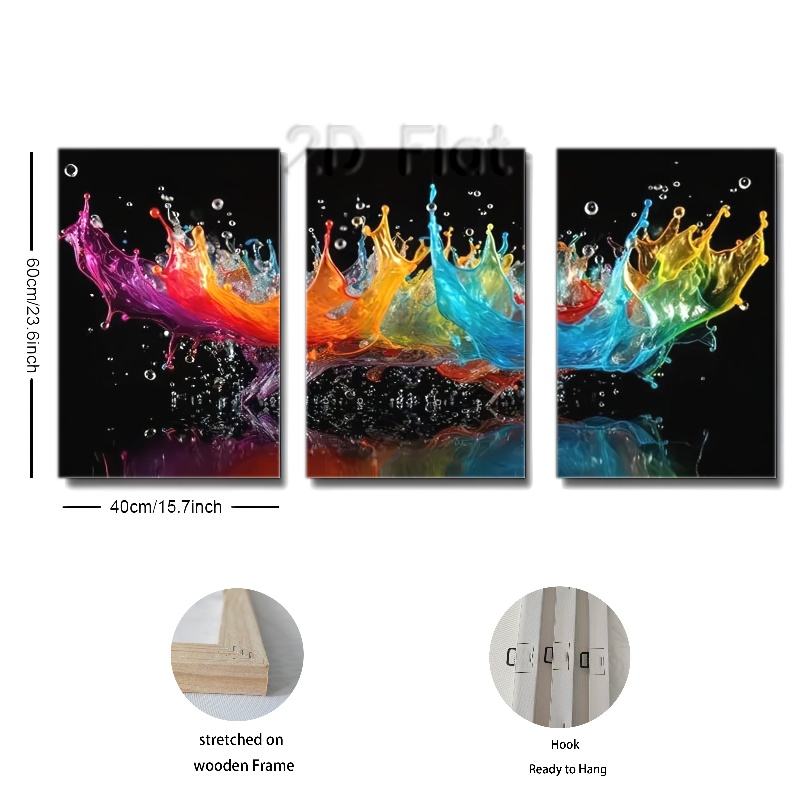 2D Flat
60cm/23.6inch
40cm/15.7inch
stretched on
wooden Frame
Hook
Ready to Hang